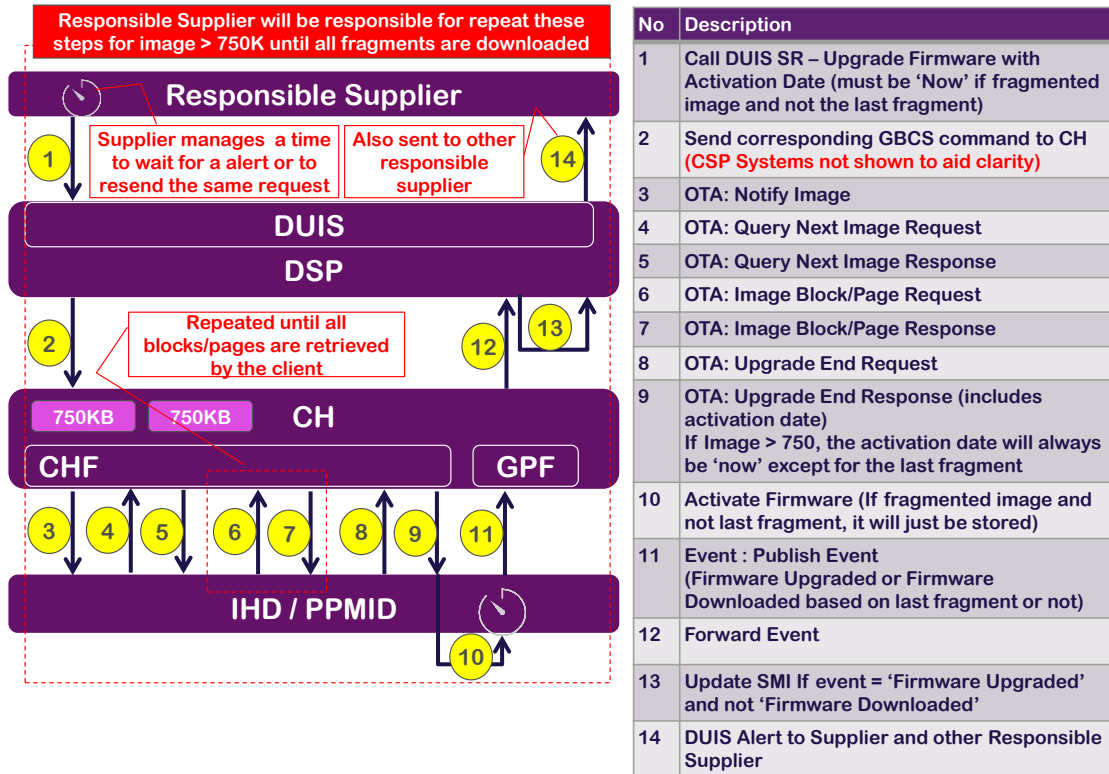 Responsible Supplier will be responsible for repeat these
steps for image > 750K until all fragments are downloaded
Responsible Supplier
Supplier manages a time
to wait for a alert or to
resend the same request
Also sent to other
responsible
supplier
1
14
DUIS
DSP
Repeated until all
blocks/pages are retrieved
by the client
2
12
13
750KB
750KB
CH
CHF
GPF
3
4
5
6
7
8
9
11
IHD / PPMID
10
No
Description
1
Call DUIS SR – Upgrade Firmware with
Activation Date (must be ‘Now’ if fragmented
image and not the last fragment)
2
Send corresponding GBCS command to CH
(CSP Systems not shown to aid clarity)
3
OTA: Notify Image
4
OTA: Query Next Image Request
5
OTA: Query Next Image Response
6
OTA: Image Block/Page Request
7
OTA: Image Block/Page Response
8
OTA: Upgrade End Request
9
OTA: Upgrade End Response (includes
activation date)
If Image > 750, the activation date will always
be ‘now’ except for the last fragment
10
Activate Firmware (If fragmented image and
not last fragment, it will just be stored)
11
Event : Publish Event
(Firmware Upgraded or Firmware
Downloaded based on last fragment or not)
12
Forward Event
13
Update SMI If event = ‘Firmware Upgraded’
and not ‘Firmware Downloaded’
14
DUIS Alert to Supplier and other Responsible
Supplier